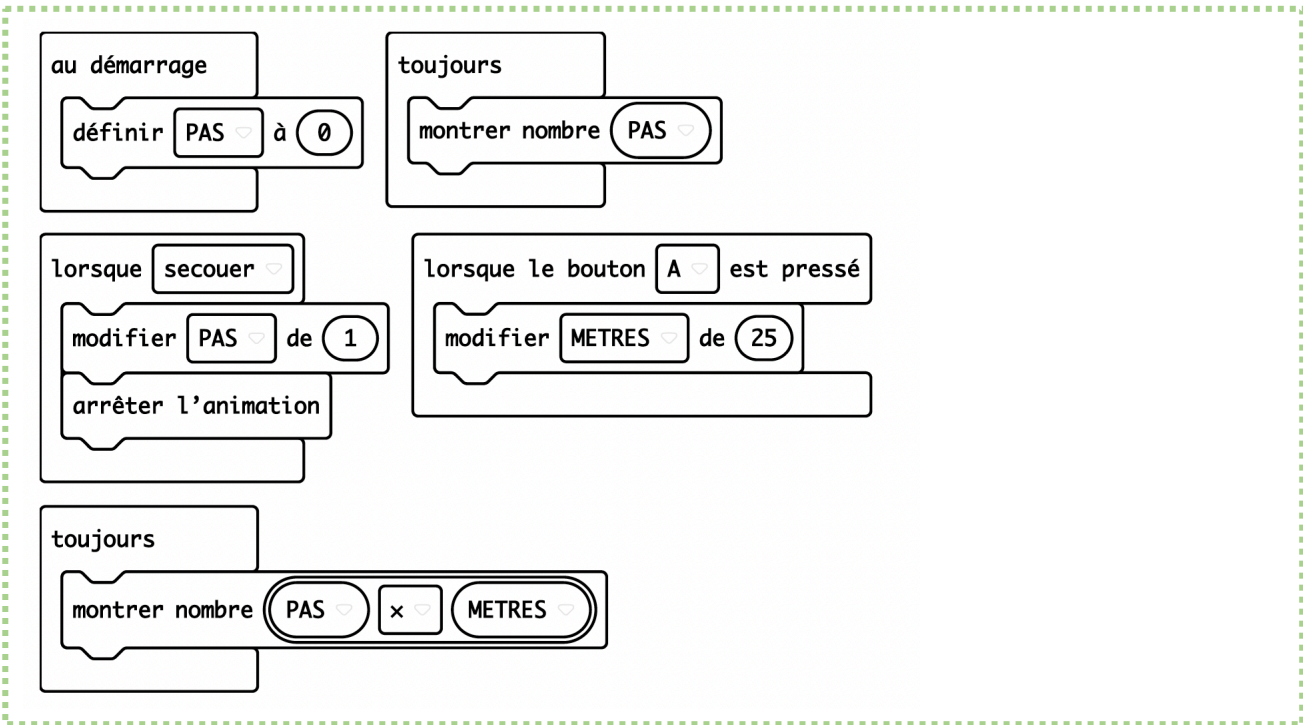 au démarrage
définir PAS à 0
toujours
montrer nombre PAS
lorsque secouer
modifier PAS de 1
arrêter l’animation
lorsque le bouton A est pressé
modifier METRES de 25
toujours
montrer nombre PAS × METRES